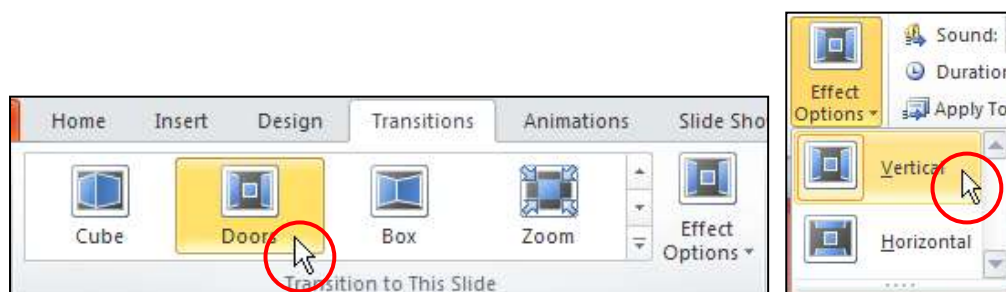 Home Insert Design Transitions Animations Slide Sho
Cube Doors Box Zoom Effect Options
Transition to This Slide
Sound:
Duration
Apply To
Effect
Options
Vertical
Horizontal